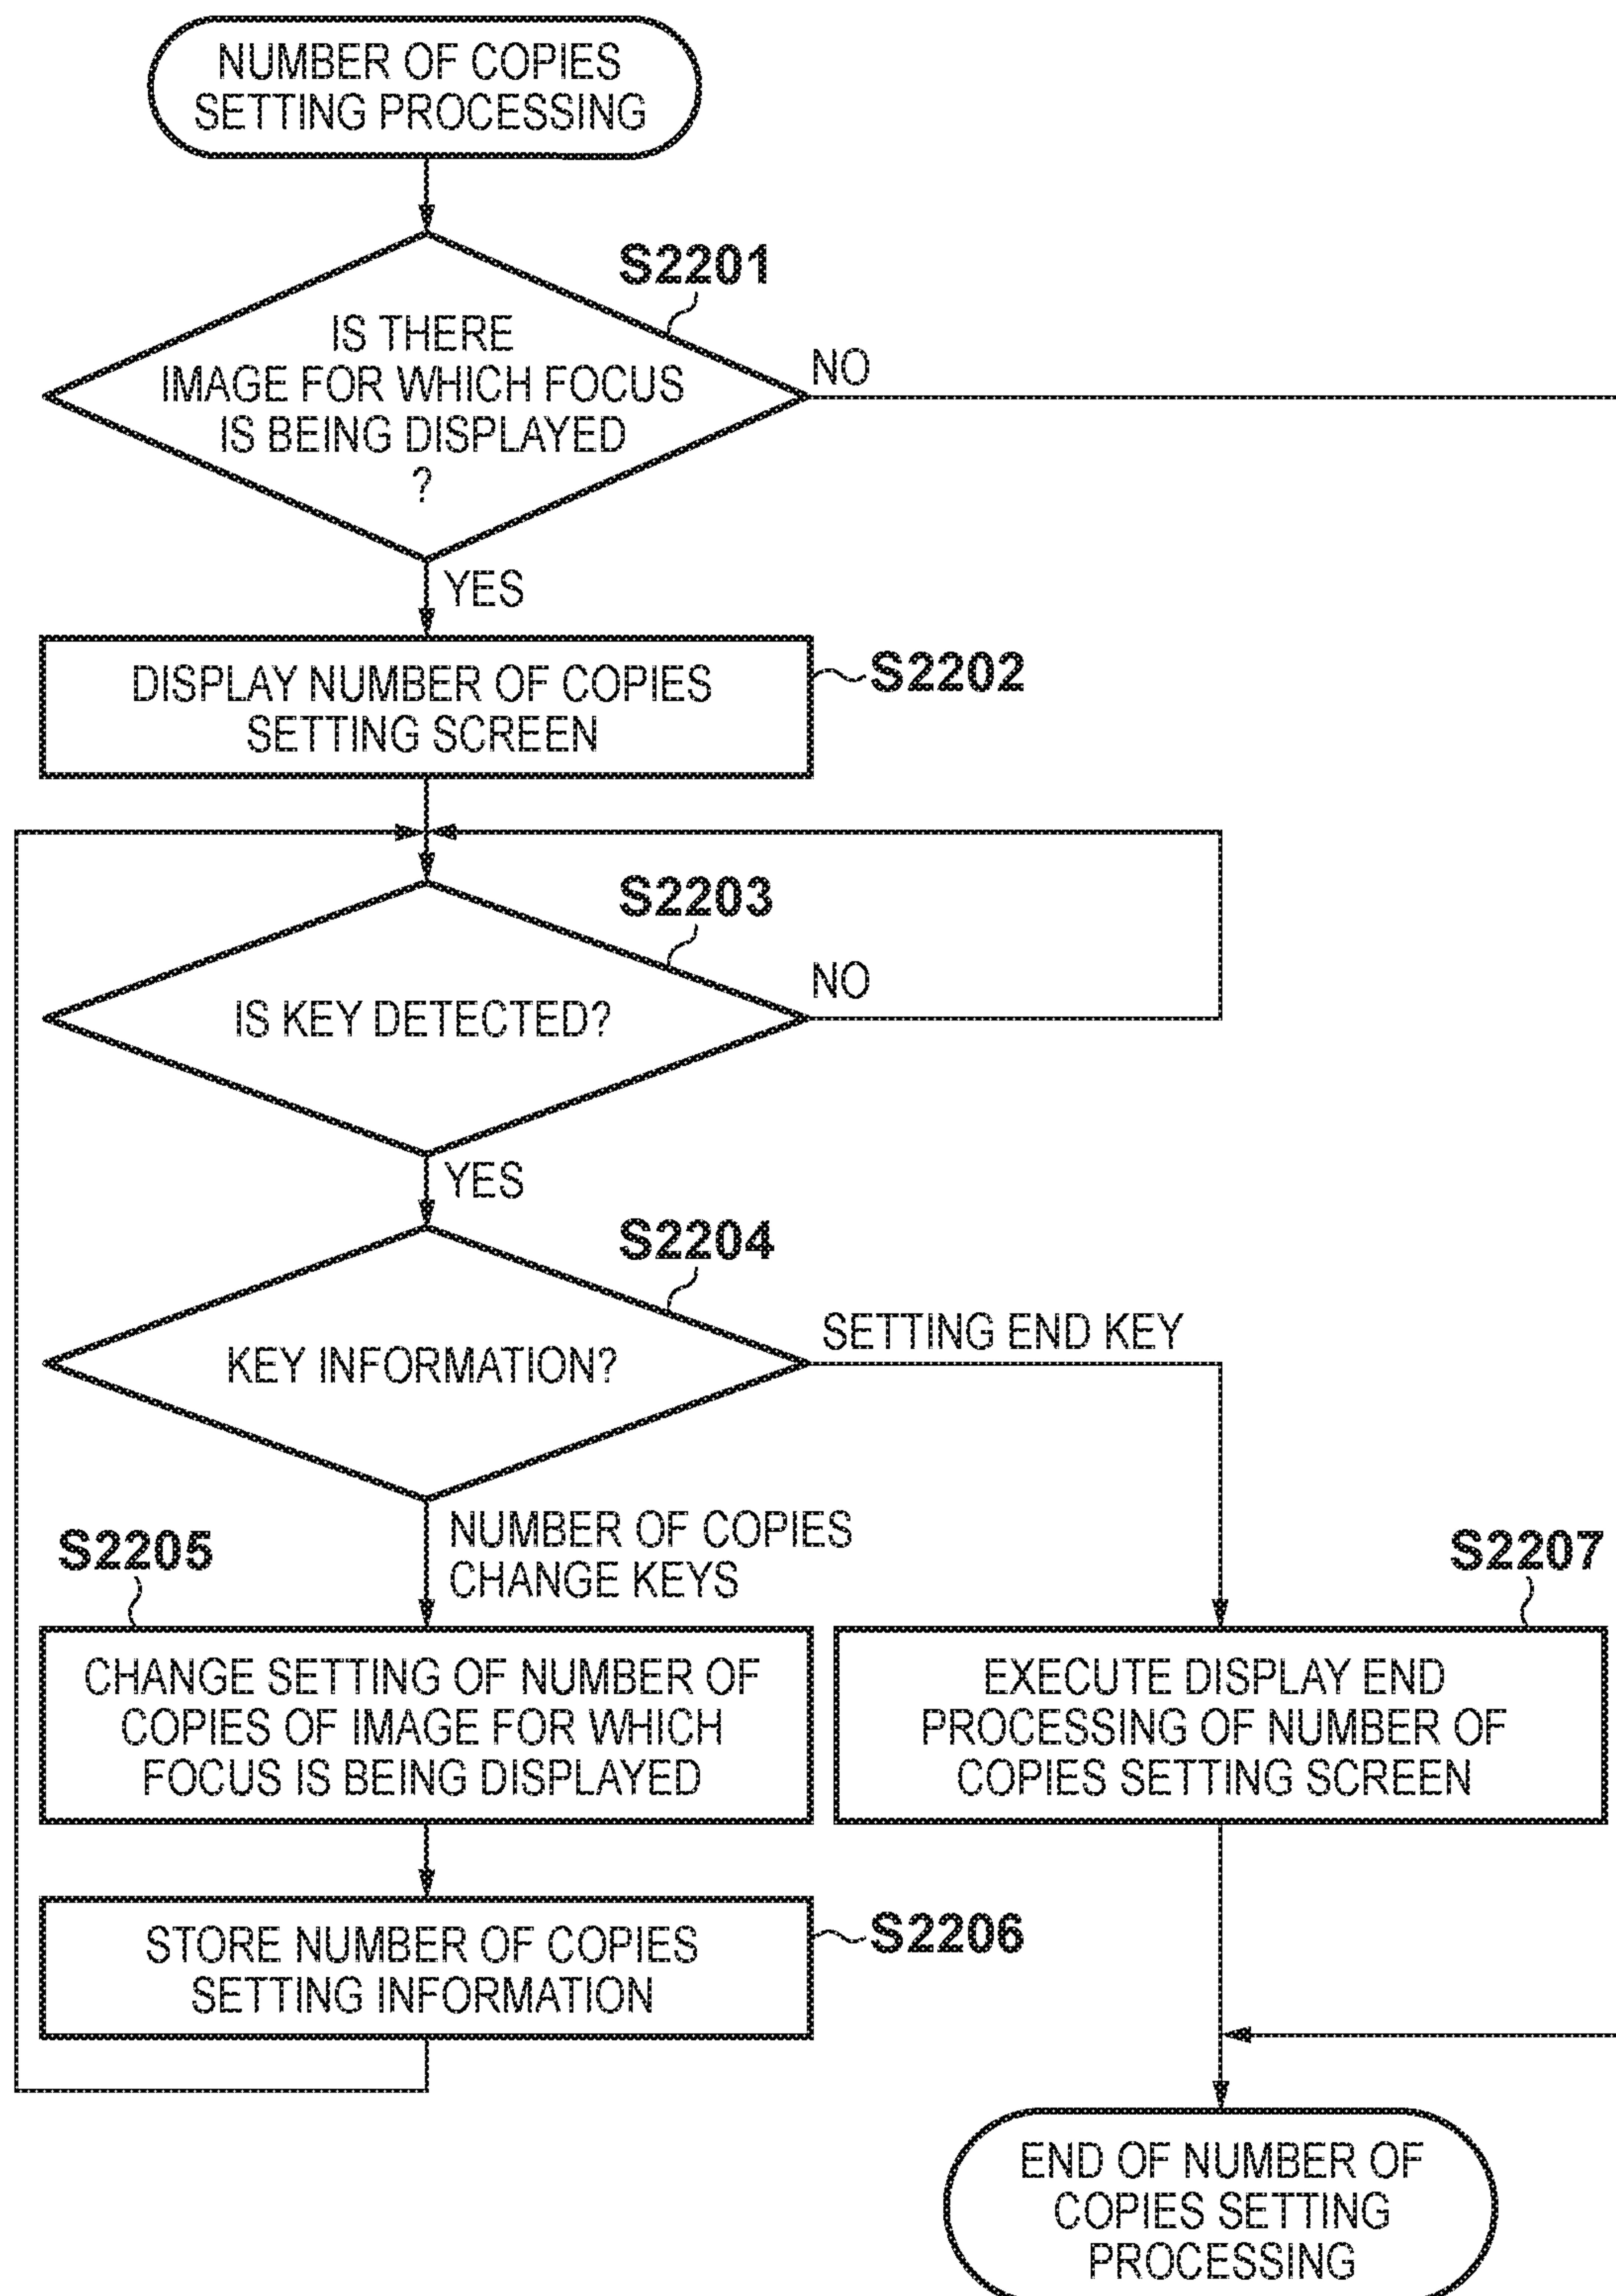 NUMBER OF COPIES
SETTING PROCESSING
S2201
IS THERE
IMAGE FOR WHICH FOCUS
IS BEING DISPLAYED
?
NO
YES
DISPLAY NUMBER OF COPIES
SETTING SCREEN
S2202
S2203
IS KEY DETECTED?
NO
YES
S2204
KEY INFORMATION?
SETTING END KEY
NUMBER OF COPIES
CHANGE KEYS
S2205
CHANGE SETTING OF NUMBER OF
COPIES OF IMAGE FOR WHICH
FOCUS IS BEING DISPLAYED
S2207
EXECUTE DISPLAY END
PROCESSING OF NUMBER OF
COPIES SETTING SCREEN
STORE NUMBER OF COPIES
SETTING INFORMATION
S2206
END OF NUMBER OF
COPIES SETTING
PROCESSING